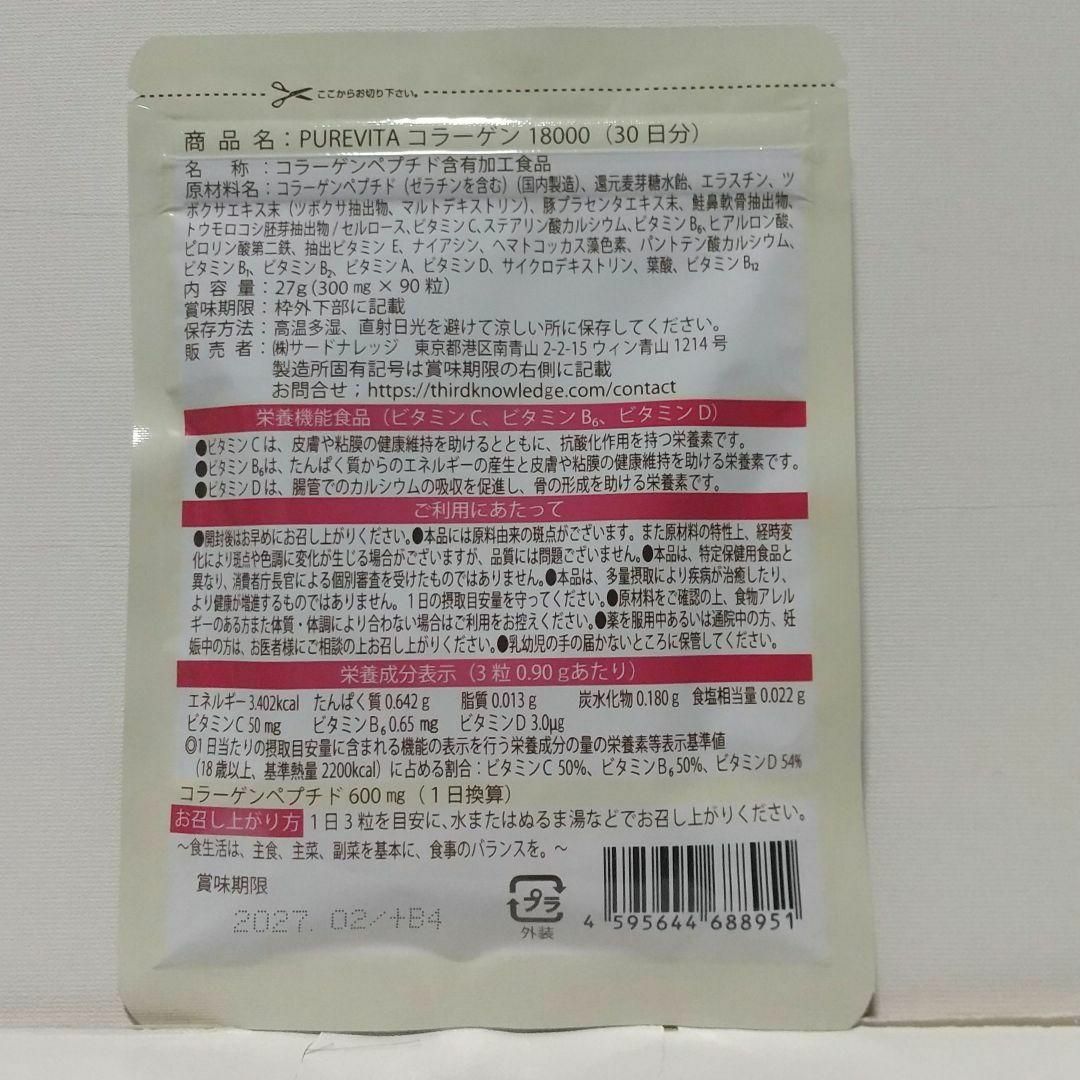 ここからお切り下さい。
商品名：PUREVITA コラーゲン 18000（30日分）
名称：コラーゲンペプチド含有加工食品
原材料名：コラーゲンペプチド（ゼラチンを含む）（国内製造）、還元麦芽糖水飴、エラスチン、ツ
ボクサエキス末（ツボクサ抽出物、マルトデキストリン）、豚プラセンタエキス末、鮭鼻軟骨抽出物、
トウモロコシ胚芽抽出物/セルロース、ビタミンC、ステアリン酸カルシウム、ビタミンB₆、ヒアルロン酸、
ピロリン酸第二鉄、抽出ビタミンE、ナイアシン、ヘマトコッカス藻色素、パントテン酸カルシウム、
ビタミンB₁、ビタミンB₂、ビタミンA、ビタミンD、サイクロデキストリン、葉酸、ビタミンB₁₂
内容量：27g（300㎎×90粒）
賞味期限：枠外下部に記載
保存方法：高温多湿、直射日光を避けて涼しい所に保存してください。
販売者：㈱サードナレッジ　東京都港区南青山 2-2-15 ウィン青山 1214 号
製造所固有記号は賞味期限の右側に記載
お問合せ；https://thirdknowledge.com/contact
栄養機能食品（ビタミンC、ビタミンB₆、ビタミンD）
●ビタミンCは、皮膚や粘膜の健康維持を助けるとともに、抗酸化作用を持つ栄養素です。
●ビタミンB₆は、たんぱく質からのエネルギーの産生と皮膚や粘膜の健康維持を助ける栄養素です。
●ビタミンDは、腸管でのカルシウムの吸収を促進し、骨の形成を助ける栄養素です。
ご利用にあたって
●開封後はお早めにお召し上がりください。●本品には原料由来の斑点がございます。また原材料の特性上、経時変
化により斑点や色調に変化が生じる場合がございますが、品質には問題ございません。●本品は、特定保健用食品と
異なり、消費者庁長官による個別審査を受けたものではありません。●本品は、多量摂取により疾病が治癒したり、
より健康が増進するものではありません。1日の摂取目安量を守ってください。●原材料をご確認の上、食物アレル
ギーのある方また体質・体調により合わない場合はご利用をお控えください。●薬を服用中あるいは通院中の方、妊
娠中の方は、お医者様にご相談の上お召し上がりください。●乳幼児の手の届かないところに保管してください。
栄養成分表示（3粒 0.90 gあたり）
エネルギー 3.402kcal　たんぱく質 0.642 g　脂質 0.013 g　炭水化物 0.180 g　食塩相当量 0.022 g
ビタミンC 50 mg　ビタミンB₆ 0.65 mg　ビタミンD 3.0μg
◎1日当たりの摂取目安量に含まれる機能の表示を行う栄養成分の量の栄養素等表示基準値
（18歳以上、基準熱量 2200kcal）に占める割合：ビタミンC 50%、ビタミンB₆ 50%、ビタミンD 54%
コラーゲンペプチド 600 ㎎（1日換算）
お召し上がり方　1日3粒を目安に、水またはぬるま湯などでお召し上がりください。
～食生活は、主食、主菜、副菜を基本に、食事のバランスを。～
賞味期限
2027. 02/+B4
プラ
外装
4 595644 688951